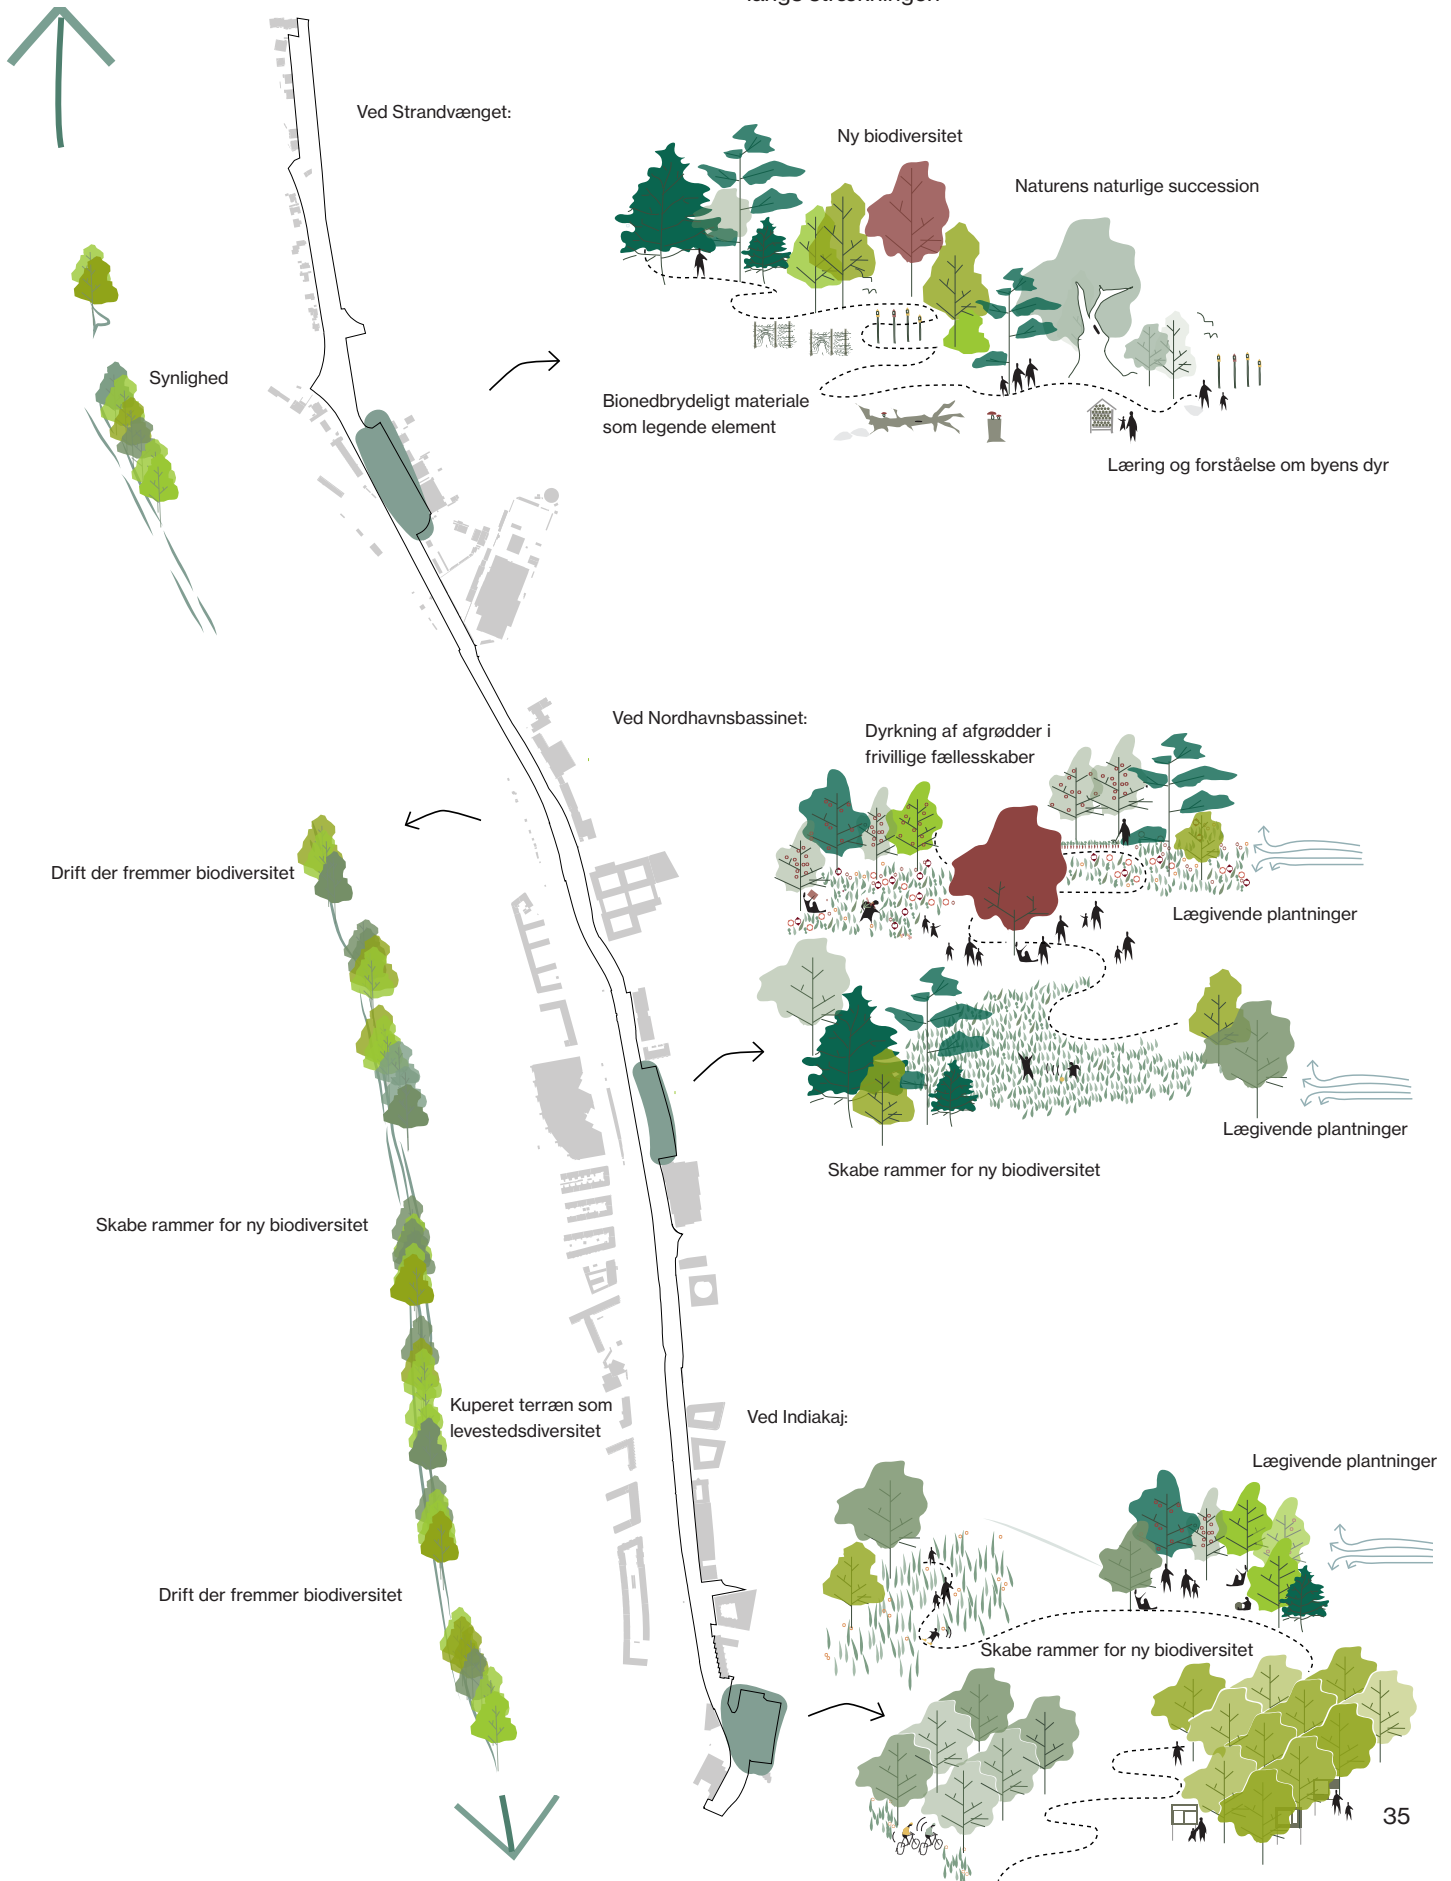 langs strækningen
Ved Strandvænget:
Ny biodiversitet
Naturens naturlige succession
Synlighed
Bionedbrydeligt materiale
som legende element
Læring og forståelse om byens dyr
Ved Nordhavnsbassinet:
Dyrkning af afgrødder i
frivillige fællesskaber
Drift der fremmer biodiversitet
Lægivende plantninger
Lægivende plantninger
Skabe rammer for ny biodiversitet
Skabe rammer for ny biodiversitet
Kuperet terræn som
levestedsdiversitet
Ved Indiakaj:
Lægivende plantninger
Drift der fremmer biodiversitet
Skabe rammer for ny biodiversitet
35